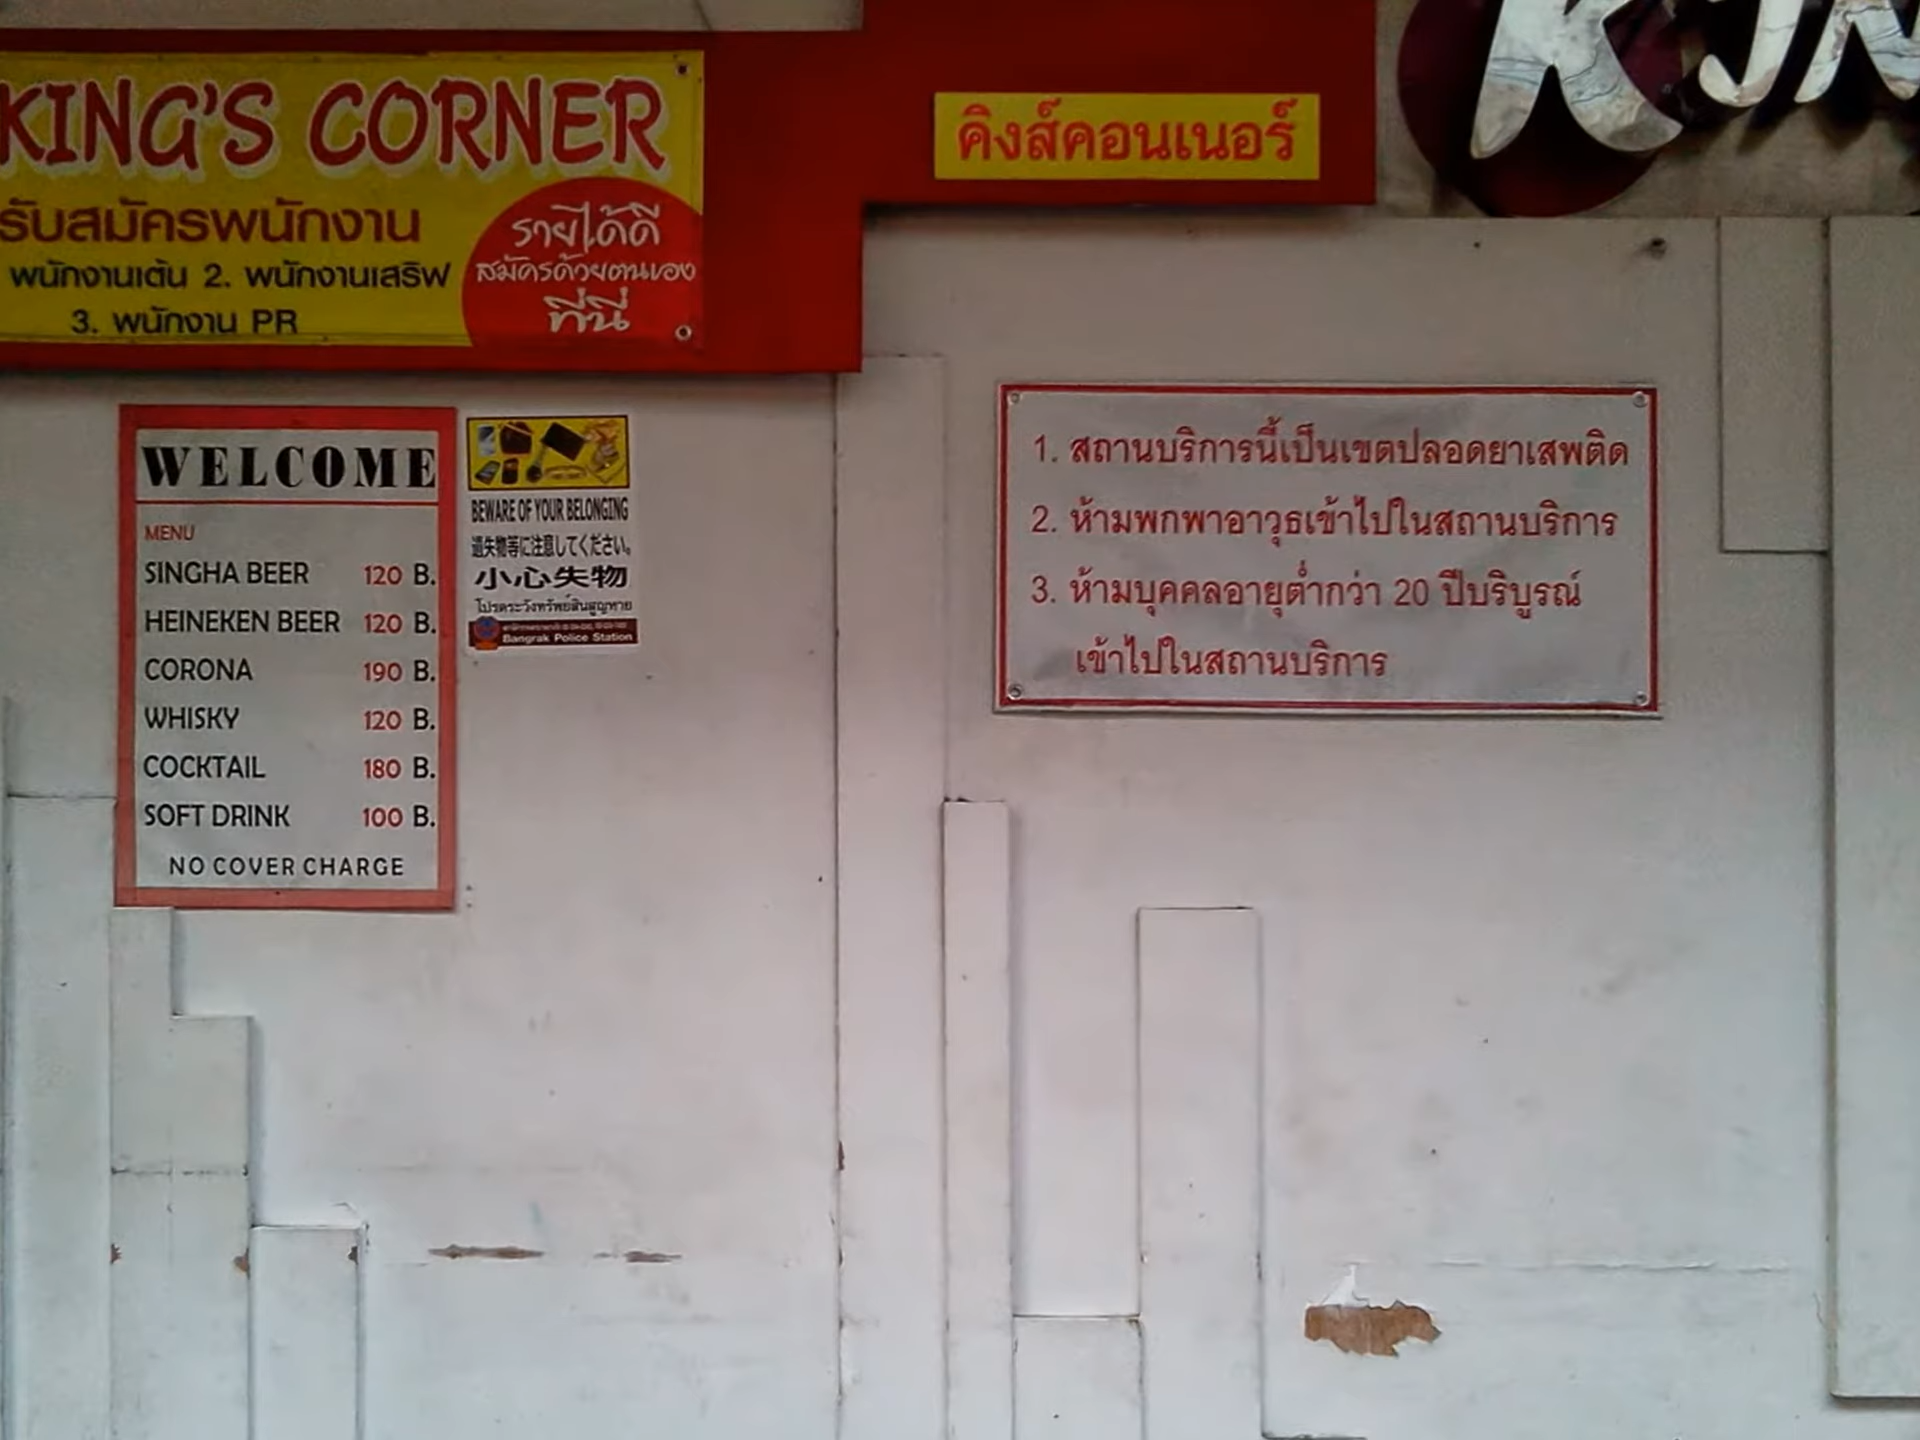 KING'S CORNER
รับสมัครพนักงาน
พนักงานเต้น 2. พนักงานเสริฟ
3. พนักงาน PR
รายได้ดี
สมัครด้วยตนเอง
ที่นี่
คิงส์คอนเนอร์
KIN
WELCOME
MENU
SINGHA BEER 120 B.
HEINEKEN BEER 120 B.
CORONA 190 B.
WHISKY 120 B.
COCKTAIL 180 B.
SOFT DRINK 100 B.
NO COVER CHARGE
BEWARE OF YOUR BELONGING
遺失物等に注意してください。
小心失物
โปรดระวังทรัพย์สินสูญหาย
Bangrak Police Station
1. สถานบริการนี้เป็นเขตปลอดยาเสพติด
2. ห้ามพกพาอาวุธเข้าไปในสถานบริการ
3. ห้ามบุคคลอายุต่ำกว่า 20 ปีบริบูรณ์
เข้าไปในสถานบริการ